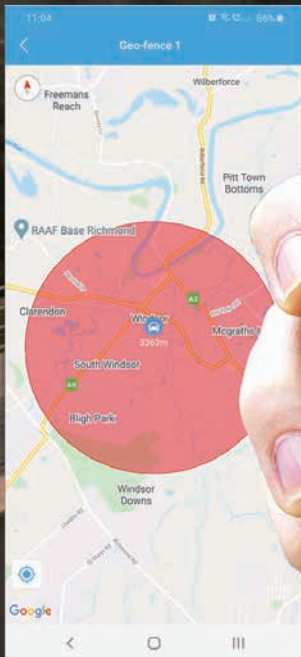 11:04
86%
Geo-fence 1
Wilberforce
Freemans
Reach
Pitt Town
Bottoms
RAAF Base Richmond
A2
Clarendon
Windsor
Mcgraths
3363m
South Windsor
A9
Bligh Park
Windsor
Downs
Google